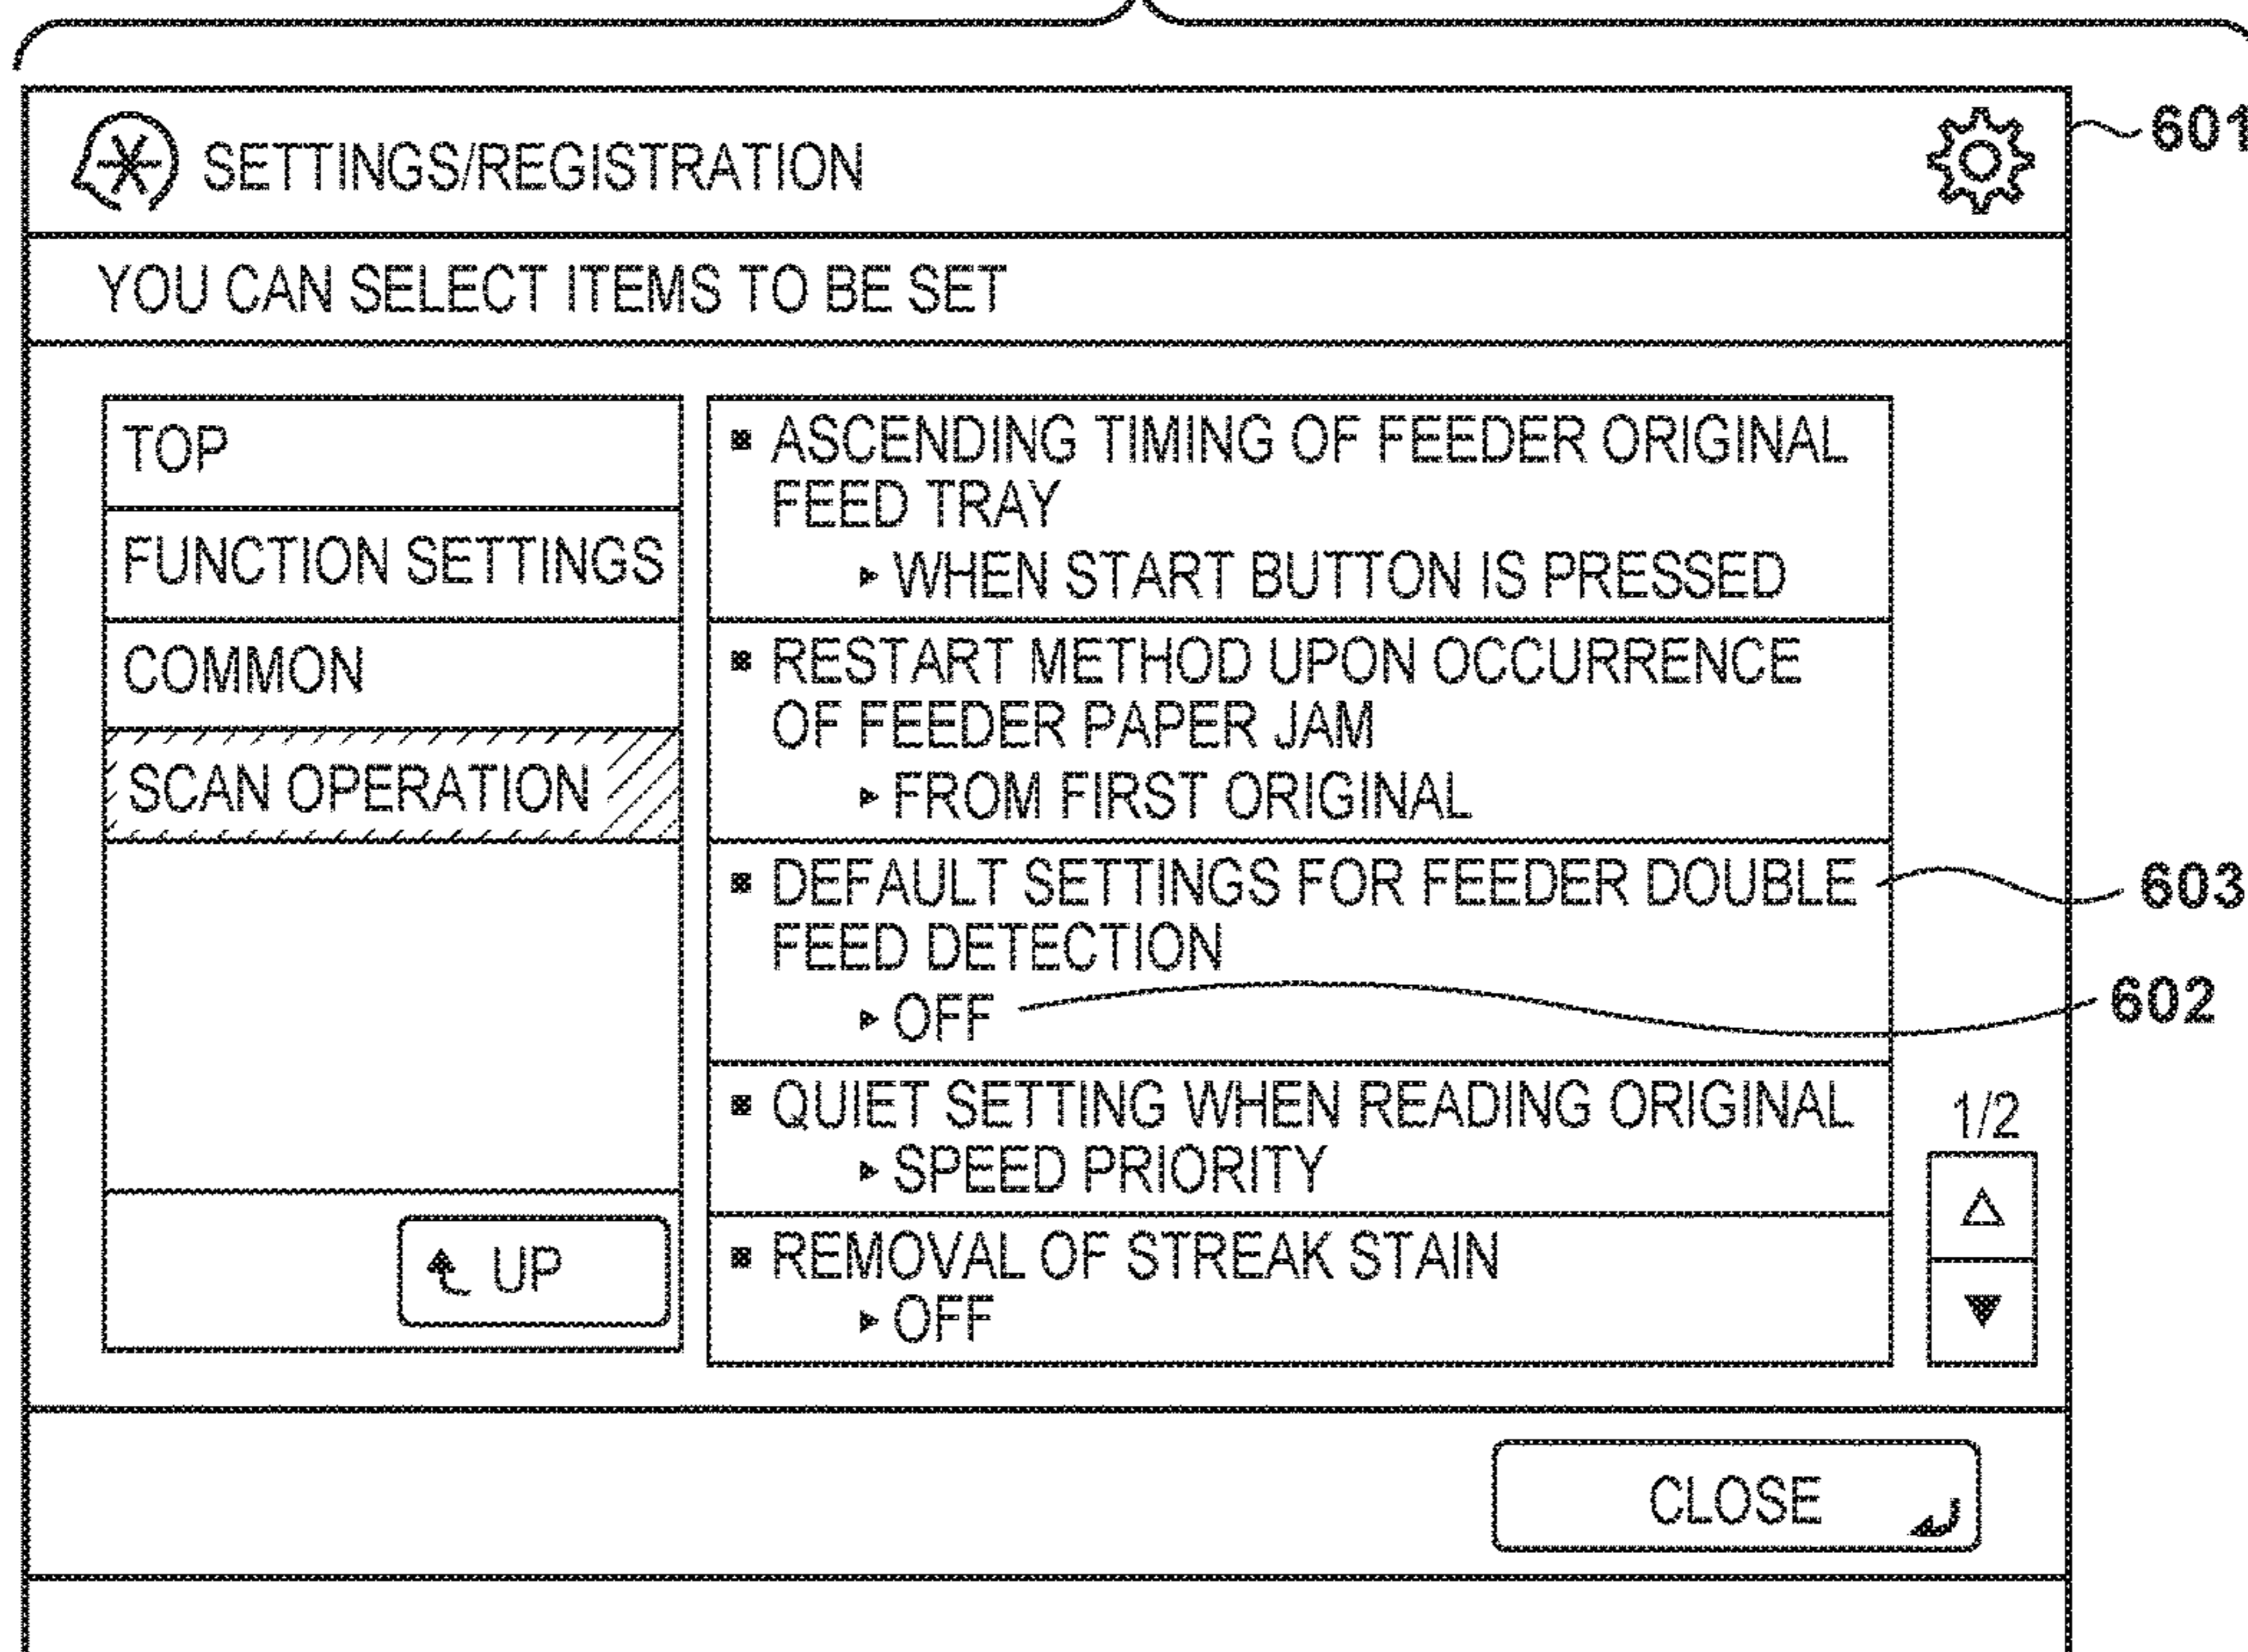 SETTINGS/REGISTRATION
601
YOU CAN SELECT ITEMS TO BE SET
TOP
FUNCTION SETTINGS
COMMON
SCAN OPERATION
UP
ASCENDING TIMING OF FEEDER ORIGINAL
FEED TRAY
WHEN START BUTTON IS PRESSED
RESTART METHOD UPON OCCURRENCE
OF FEEDER PAPER JAM
FROM FIRST ORIGINAL
DEFAULT SETTINGS FOR FEEDER DOUBLE
FEED DETECTION
OFF
603
602
QUIET SETTING WHEN READING ORIGINAL
SPEED PRIORITY
REMOVAL OF STREAK STAIN
OFF
1/2
CLOSE